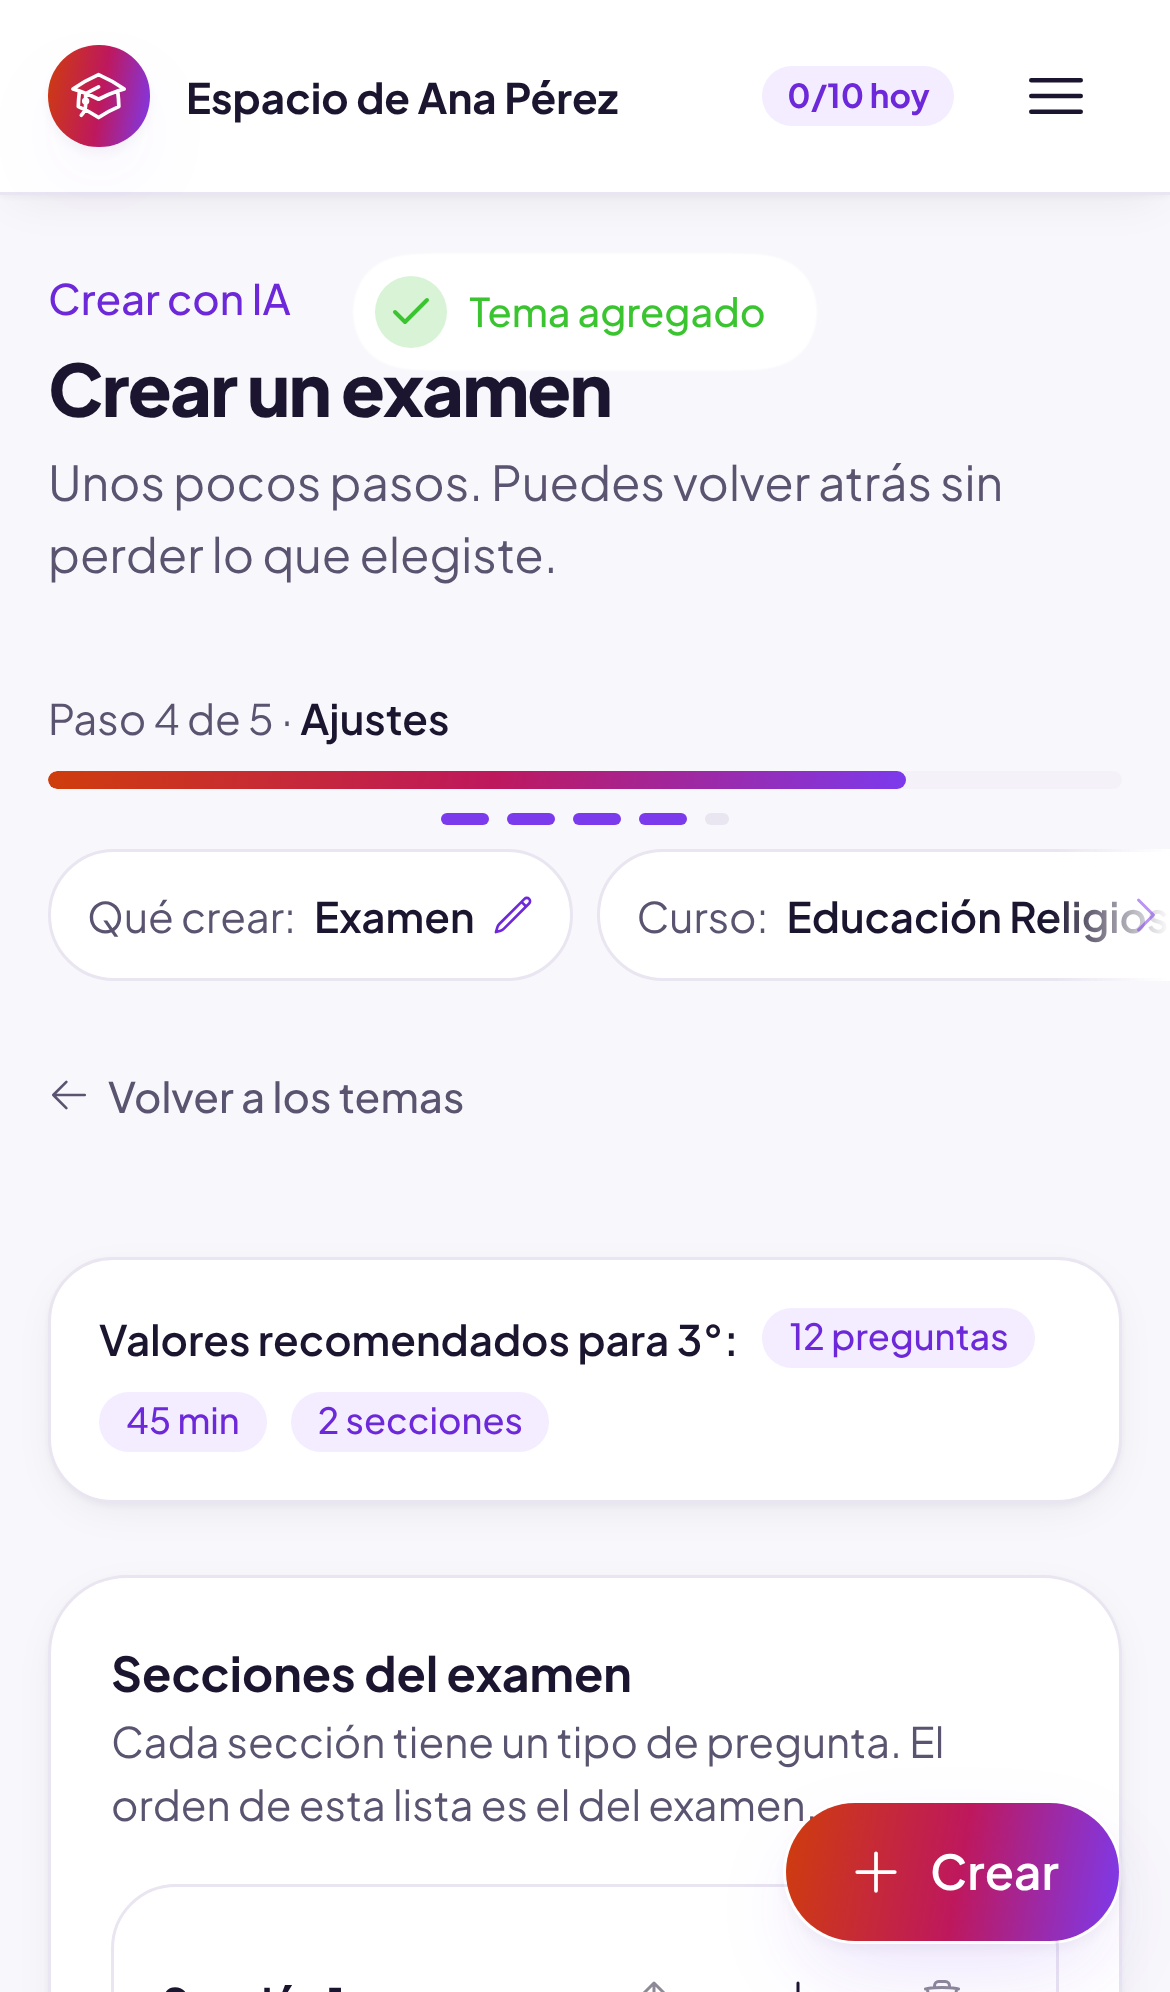 Espacio de Ana Pérez
0/10 hoy
Crear con IA
Tema agregado
Crear un examen
Unos pocos pasos. Puedes volver atrás sin
perder lo que elegiste.
Paso 4 de 5 · Ajustes
Qué crear: Examen
Curso: Educación Religios
Volver a los temas
Valores recomendados para 3°: 12 preguntas
45 min
2 secciones
Secciones del examen
Cada sección tiene un tipo de pregunta. El
orden de esta lista es el del examen.
Crear